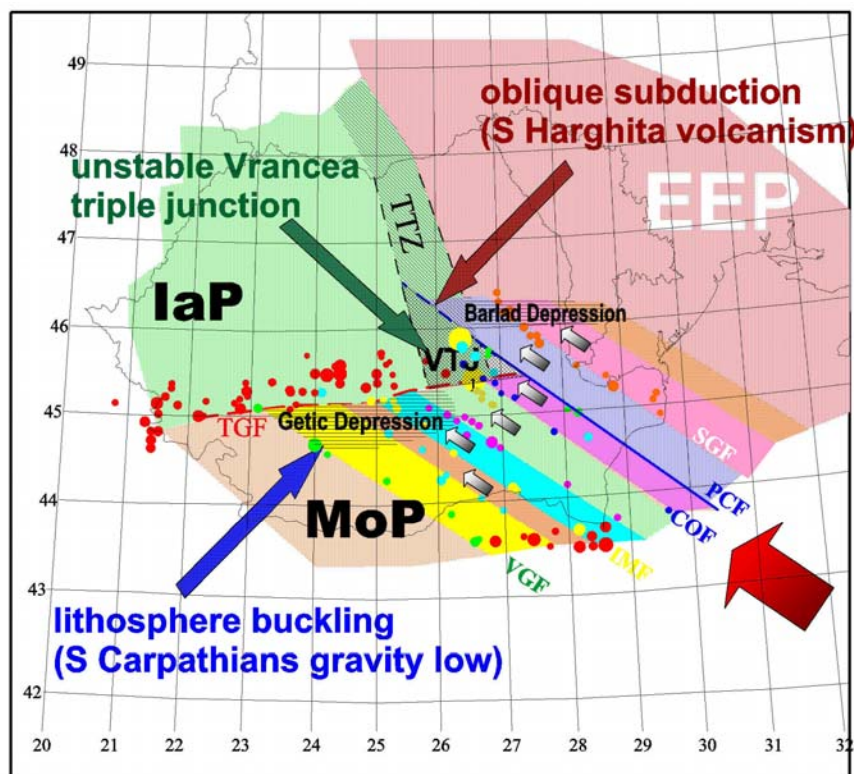 49
48
47
46
45
44
43
42
oblique subduction
(S Harghita volcanism)
unstable Vrancea
triple junction
TTZ
EEP
IaP
Barlad Depression
VTJ
TGF
Getic Depression
SGF
PCF
COF
IMF
VGF
MoP
lithosphere buckling
(S Carpathians gravity low)
20 21 22 23 24 25 26 27 28 29 30 31 32